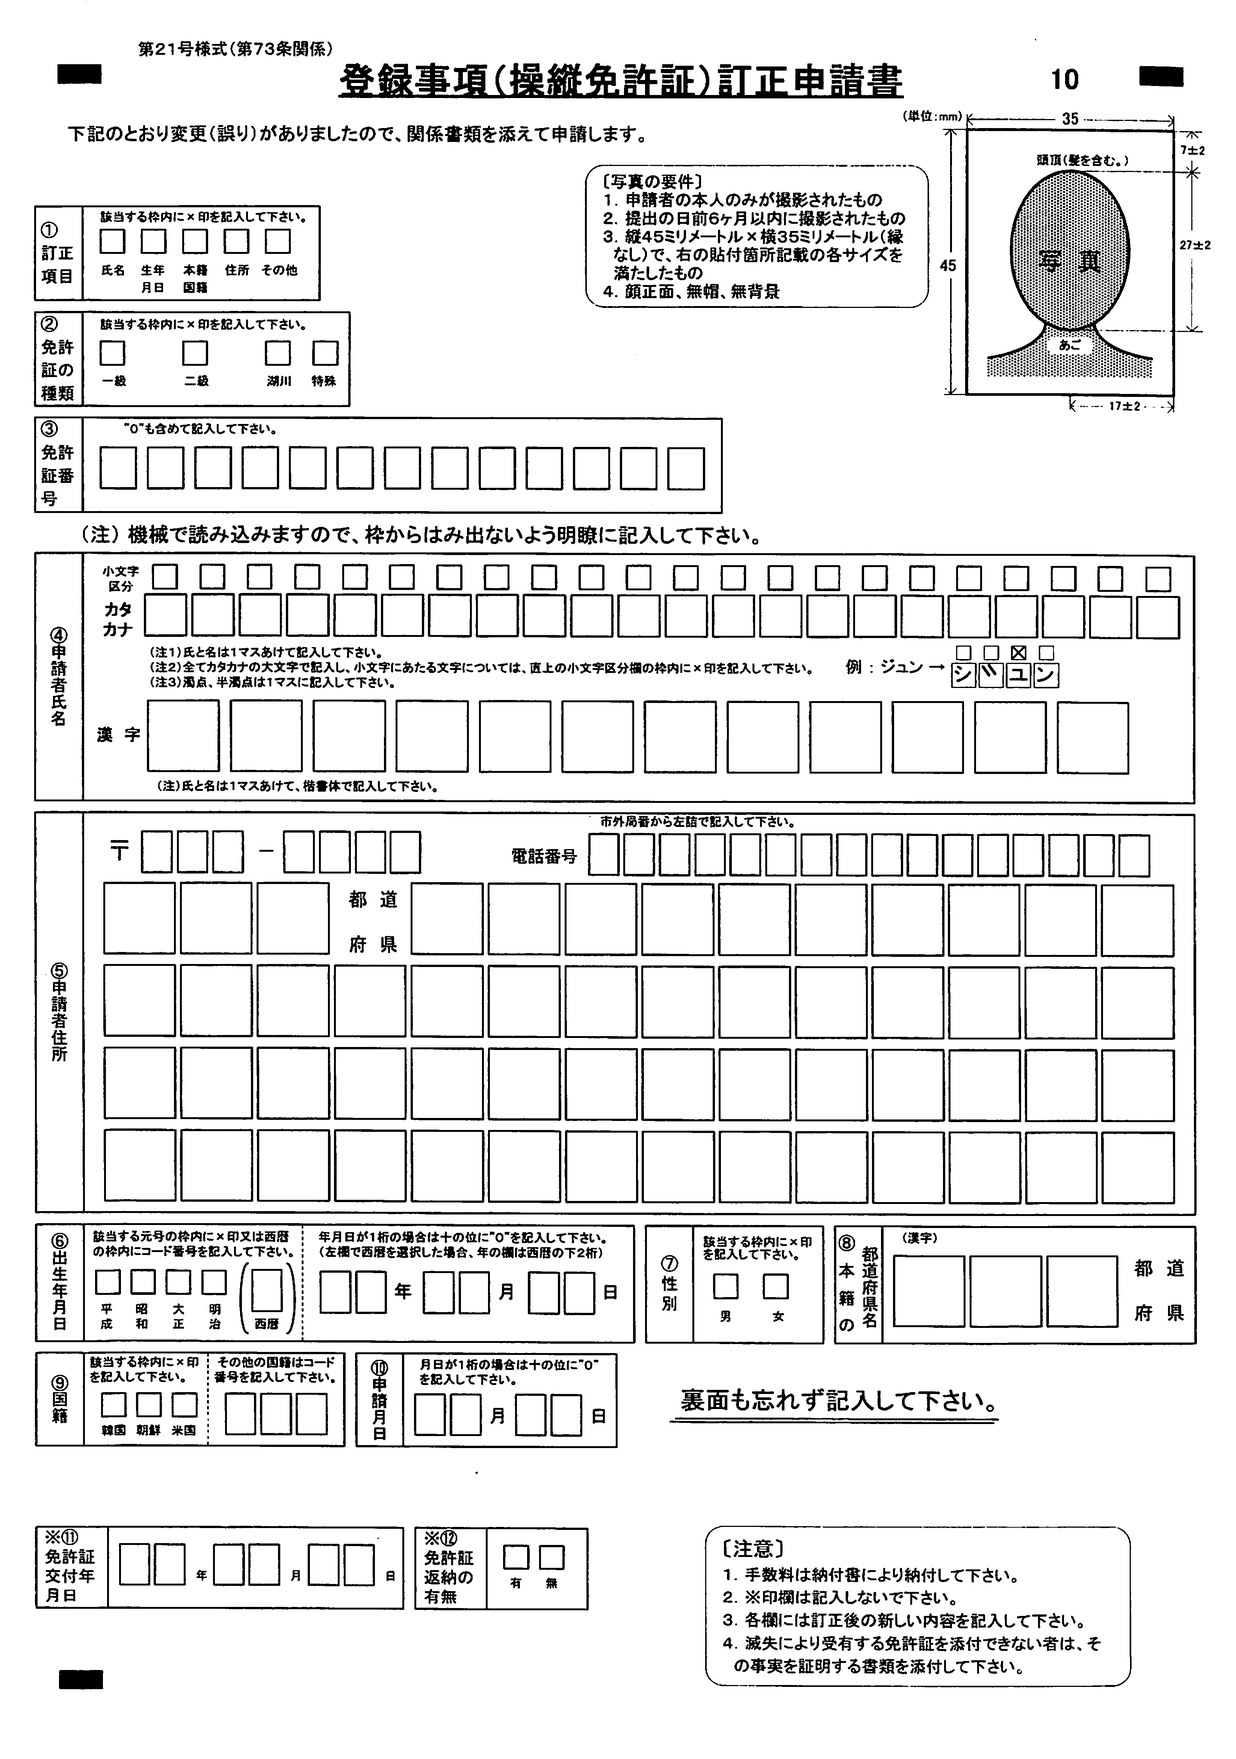 第21号様式(第73条関係)
登録事項(操縦免許証)訂正申請書
10
下記のとおり変更(誤り)がありましたので、関係書類を添えて申請します。
(単位:mm)
35
7±2
頭頂(髪を含む。)
27±2
写真
45
あご
17±2
〔写真の要件〕
1. 申請者の本人のみが撮影されたもの
2. 提出の日前6ヶ月以内に撮影されたもの
3. 縦45ミリメートル×横35ミリメートル(縁
なし)で、右の貼付箇所記載の各サイズを
満たしたもの
4. 顔正面、無帽、無背景
①
訂正
項目
該当する枠内に×印を記入して下さい。
氏名 生年 本籍 住所 その他
月日 国籍
②
免許
証の
種類
該当する枠内に×印を記入して下さい。
一級 二級 湖川 特殊
③
免許
証番
号
"0"も含めて記入して下さい。
(注) 機械で読み込みますので、枠からはみ出ないよう明瞭に記入して下さい。
④申請者氏名
小文字
区分
カタ
カナ
(注1)氏と名は1マスあけて記入して下さい。
(注2)全てカタカナの大文字で記入し、小文字にあたる文字については、直上の小文字区分欄の枠内に×印を記入して下さい。
(注3)濁点、半濁点は1マスに記入して下さい。
例:ジュン→
シ゛ユン
漢字
(注)氏と名は1マスあけて、楷書体で記入して下さい。
⑤申請者住所
市外局番から左詰で記入して下さい。
〒 −
電話番号
都道
府県
⑥出生年月日
該当する元号の枠内に×印又は西暦
の枠内にコード番号を記入して下さい。
平成 昭和 大正 明治 (西暦)
年月日が1桁の場合は十の位に"0"を記入して下さい。
(左欄で西暦を選択した場合、年の欄は西暦の下2桁)
年 月 日
⑦性別
該当する枠内に×印
を記入して下さい。
男 女
⑧本籍の
都道府県名
(漢字)
都道
府県
⑨国籍
該当する枠内に×印
を記入して下さい。
韓国 朝鮮 米国
その他の国籍はコード
番号を記入して下さい。
⑩申請月日
月日が1桁の場合は十の位に"0"
を記入して下さい。
月 日
裏面も忘れず記入して下さい。
※⑪
免許証
交付年
月日
年 月 日
※⑫
免許証
返納の
有無
有 無
〔注意〕
1. 手数料は納付書により納付して下さい。
2. ※印欄は記入しないで下さい。
3. 各欄には訂正後の新しい内容を記入して下さい。
4. 滅失により受有する免許証を添付できない者は、そ
の事実を証明する書類を添付して下さい。